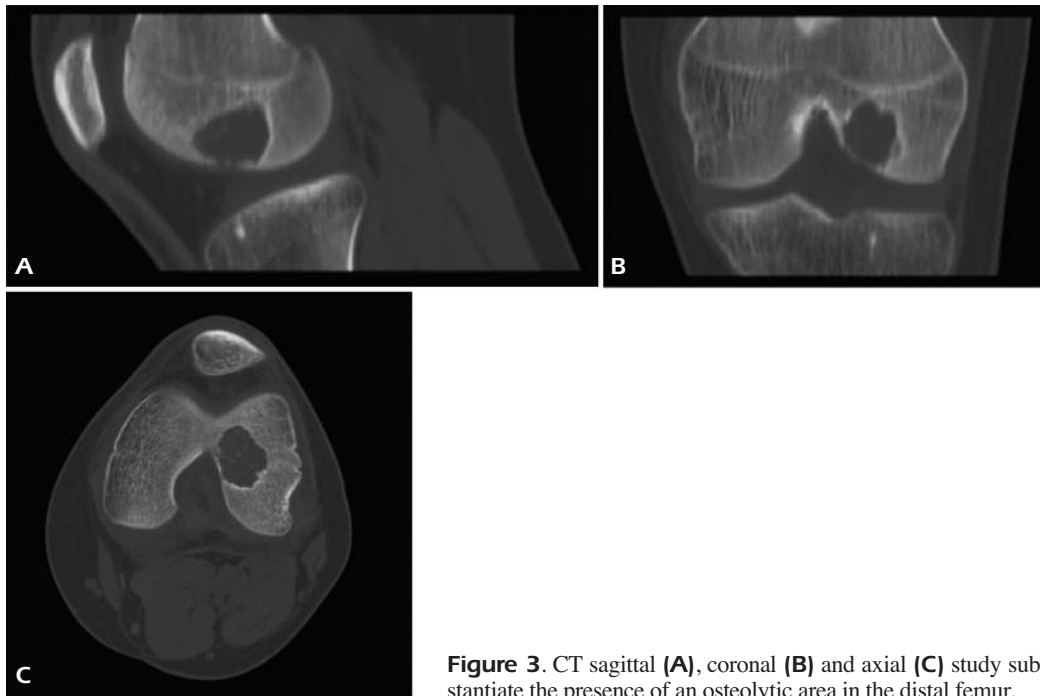 A
B
C
Figure 3. CT sagittal (A), coronal (B) and axial (C) study sub-
stantiate the presence of an osteolytic area in the distal femur.